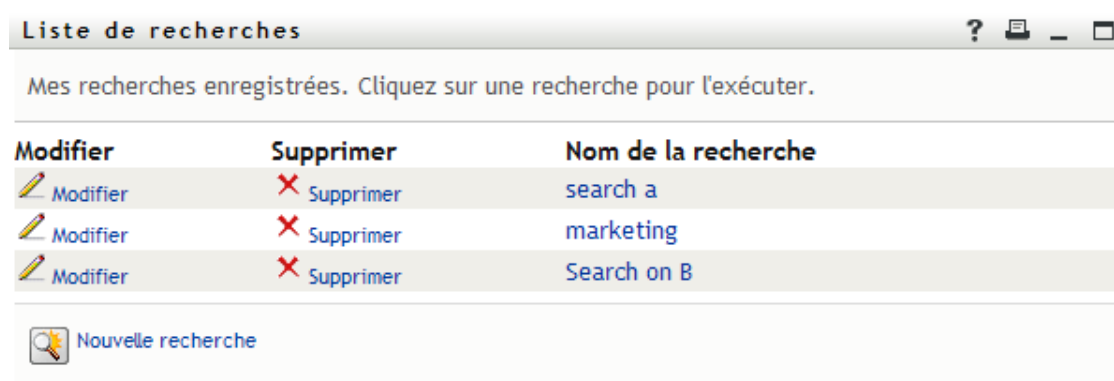 Liste de recherches ?
Mes recherches enregistrées. Cliquez sur une recherche pour l'exécuter.
Modifier Supprimer Nom de la recherche
Modifier Supprimer search a
Modifier Supprimer marketing
Modifier Supprimer Search on B
Nouvelle recherche